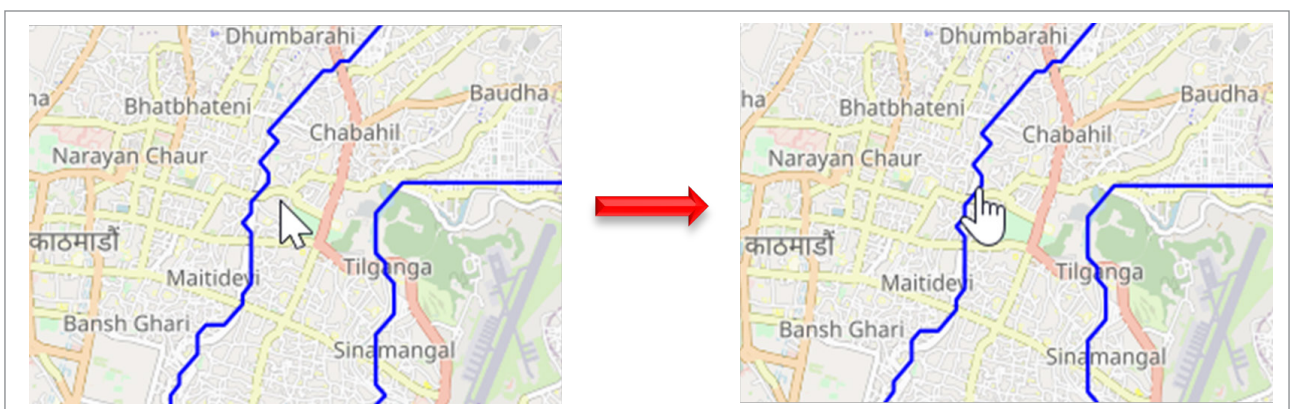 Dhumbarahi
Baudha
Bhatbhateni
Chabahil
Narayan Chaur
काठमाडौं
Tilganga
Maitidevi
Bansh Ghari
Sinamangal
Dhumbarahi
Baudha
ha
Bhatbhateni
Chabahil
Narayan Chaur
काठमाडौं
Tilganga
Maitidevi
Bansh Ghari
Sinamangal